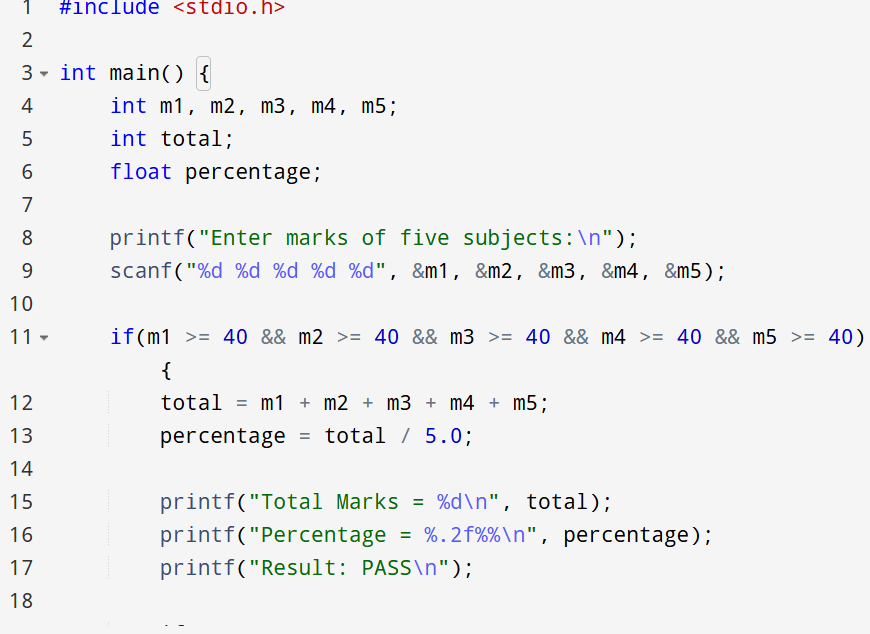 1 #include <stdio.h>
2
3 int main() {
4 int m1, m2, m3, m4, m5;
5 int total;
6 float percentage;
7
8 printf("Enter marks of five subjects:\n");
9 scanf("%d %d %d %d %d", &m1, &m2, &m3, &m4, &m5);
10
11 if(m1 >= 40 && m2 >= 40 && m3 >= 40 && m4 >= 40 && m5 >= 40)
{
12 total = m1 + m2 + m3 + m4 + m5;
13 percentage = total / 5.0;
14
15 printf("Total Marks = %d\n", total);
16 printf("Percentage = %.2f%%\n", percentage);
17 printf("Result: PASS\n");
18